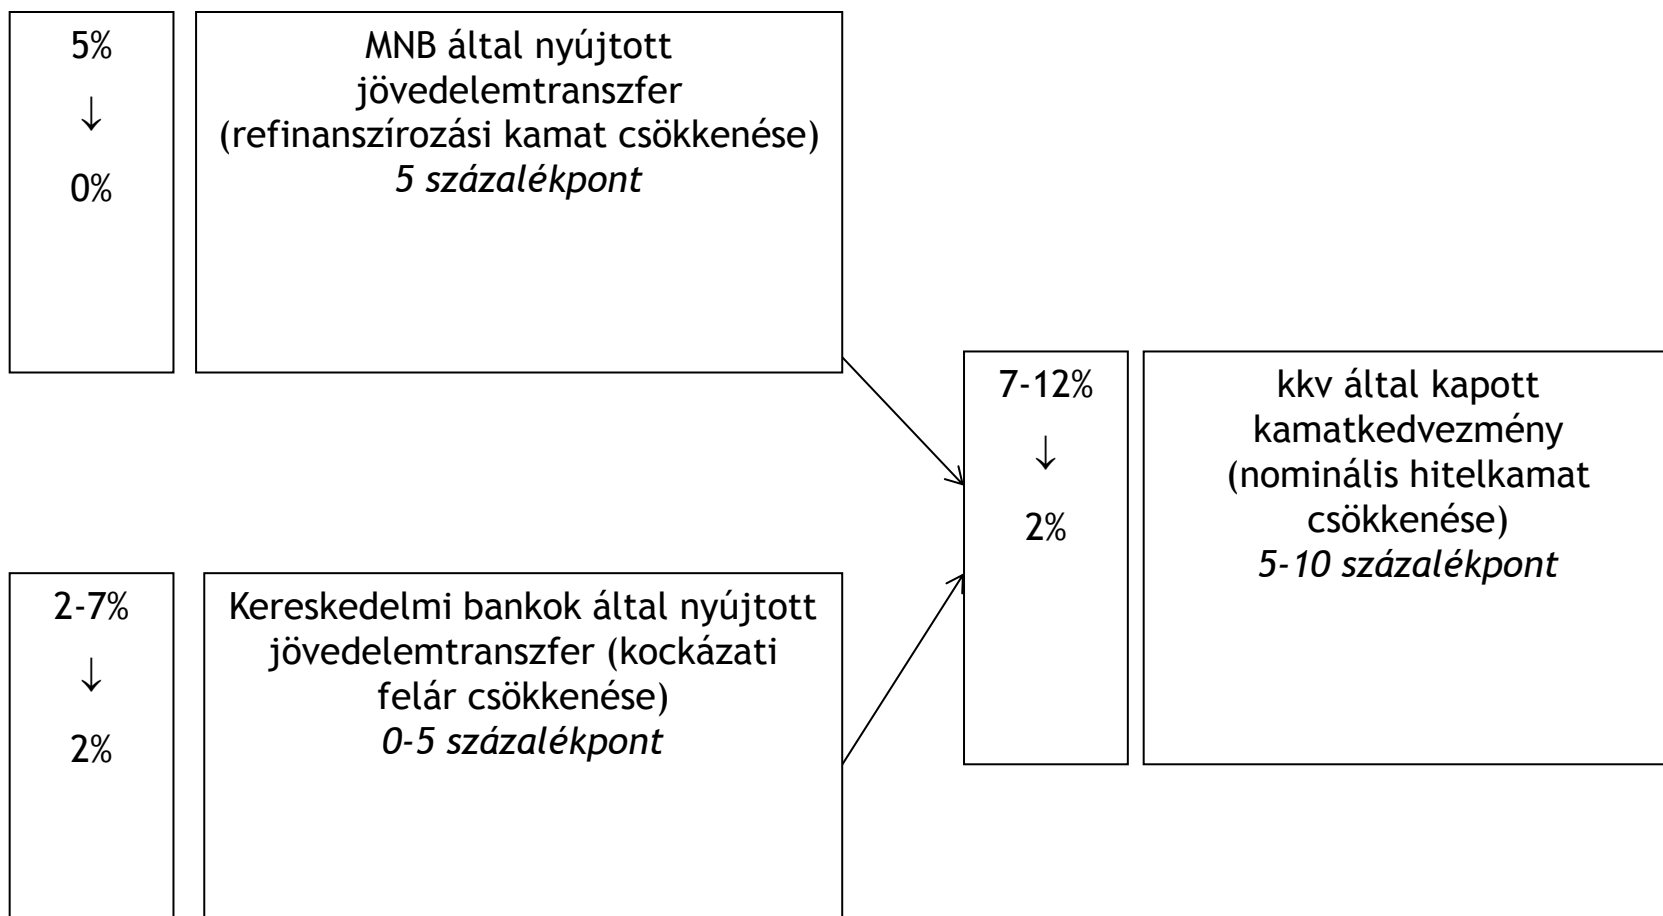 5%
↓
0%
MNB által nyújtott
jövedelemtranszfer
(refinanszírozási kamat csökkenése)
5 százalékpont
7-12%
↓
2%
kkv által kapott
kamatkedvezmény
(nominális hitelkamat
csökkenése)
5-10 százalékpont
2-7%
↓
2%
Kereskedelmi bankok által nyújtott
jövedelemtranszfer (kockázati
felár csökkenése)
0-5 százalékpont